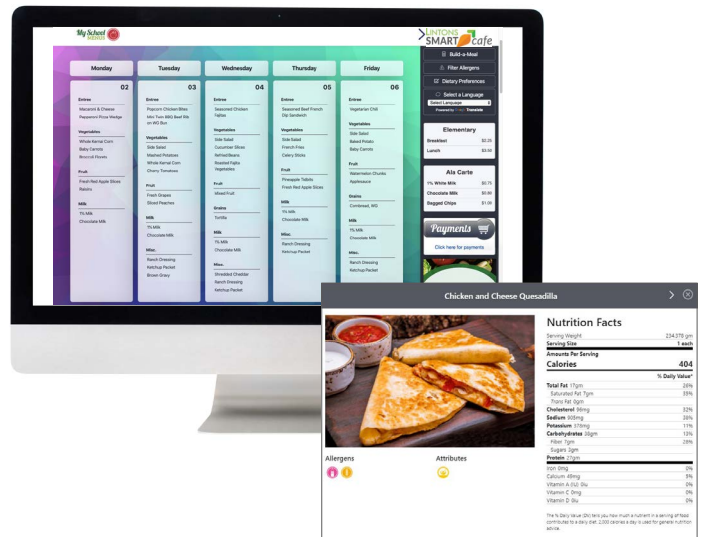 My School
MENUS
LINTONS
SMART cafe
Build-a-Meal
Filter Allergens
Dietary Preferences
Select a Language
Select Language
Powered by Translate
Elementary
Breakfast
Lunch
Ala Carte
1% White Milk $0.75
Chocolate Milk
Bagged Chips
Payments
Click here for payments
Monday
02
Entree
Macaroni & Cheese
Pepperoni Pizza Wedge
Vegetables
Whole Kernel Corn
Baby Carrots
Broccoli Florets
Fruit
Fresh Red Apple Slices
Raisins
Milk
1% Milk
Chocolate Milk
Tuesday
03
Entree
Popcorn Chicken Bites
Mini Twin BBQ Beef Rib
on WG Bun
Vegetables
Side Salad
Mashed Potatoes
Whole Kernel Corn
Cherry Tomatoes
Fruit
Fresh Grapes
Sliced Peaches
Milk
1% Milk
Chocolate Milk
Misc.
Ranch Dressing
Ketchup Packet
Brown Gravy
Wednesday
04
Entree
Seasoned Chicken
Fajitas
Vegetables
Side Salad
Cucumber Slices
Refried Beans
Roasted Fajita
Vegetables
Fruit
Mixed Fruit
Grains
Tortilla
Milk
1% Milk
Chocolate Milk
Misc.
Shredded Cheddar
Ranch Dressing
Ketchup Packet
Thursday
05
Entree
Seasoned Beef French
Dip Sandwich
Vegetables
Side Salad
French Fries
Celery Sticks
Fruit
Pineapple Tidbits
Fresh Red Apple Slices
Milk
1% Milk
Chocolate Milk
Misc.
Ranch Dressing
Ketchup Packet
Friday
06
Entree
Vegetarian Chili
Vegetables
Side Salad
Baked Potato
Baby Carrots
Fruit
Watermelon Chunks
Applesauce
Grains
Cornbread, WG
Milk
1% Milk
Chocolate Milk
Misc.
Ranch Dressing
Ketchup Packet
Chicken and Cheese Quesadilla
Allergens
Attributes
Nutrition Facts
Serving Weight 234.378 gm
Serving Size 1 each
Amounts Per Serving
Calories 404
% Daily Value*
Total Fat 17gm 26%
Saturated Fat 7gm
Trans Fat 0gm
Cholesterol 96mg 32%
Sodium 905mg
Potassium 378mg 11%
Carbohydrates 38gm 13%
Fiber 7gm 28%
Sugars 3gm
Protein 27gm
Iron 0mg 0%
Calcium 49mg 5%
Vitamin A (IU) 0iu 0%
Vitamin C 0mg 0%
Vitamin D 0iu 0%
The % Daily Value (DV) tells you how much a nutrient in a serving of food
contributes to a daily diet. 2,000 calories a day is used for general nutrition
advice.